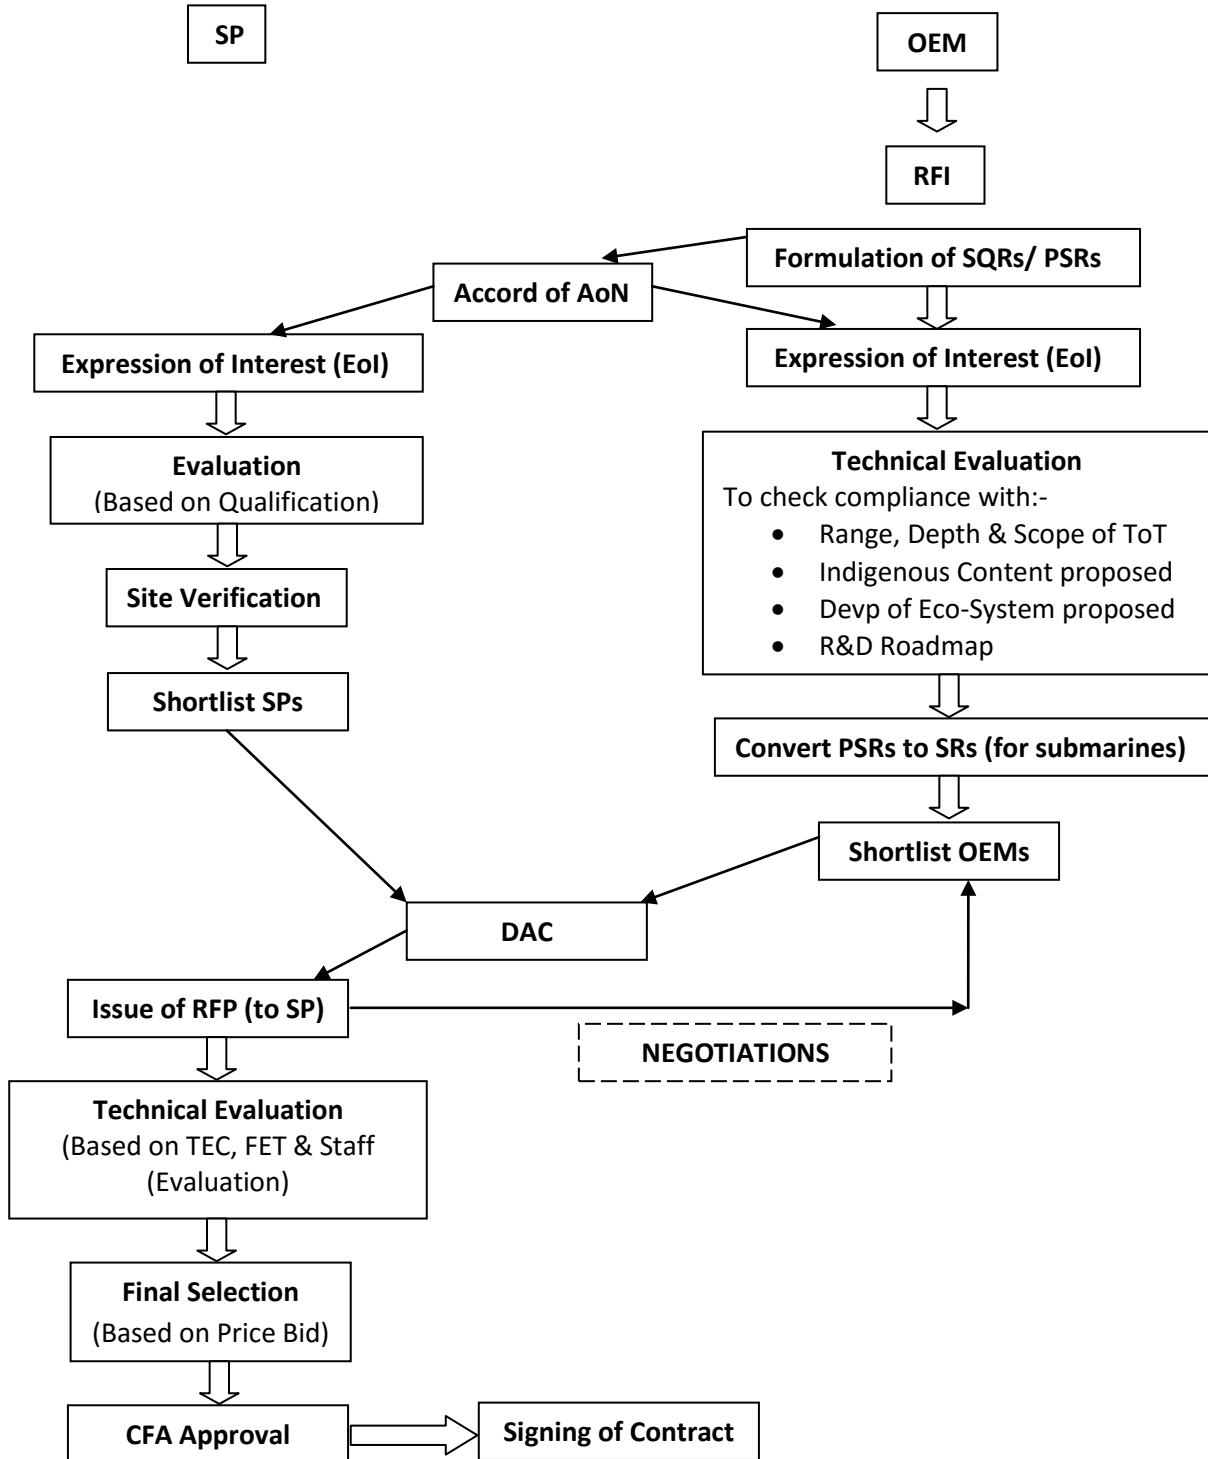 SP
OEM
RFI
Formulation of SQRs/ PSRs
Accord of AoN
Expression of Interest (EoI)
Expression of Interest (EoI)
Evaluation
(Based on Qualification)
Technical Evaluation
To check compliance with:-
• Range, Depth & Scope of ToT
• Indigenous Content proposed
• Devp of Eco-System proposed
• R&D Roadmap
Site Verification
Shortlist SPs
Convert PSRs to SRs (for submarines)
Shortlist OEMs
DAC
Issue of RFP (to SP)
NEGOTIATIONS
Technical Evaluation
(Based on TEC, FET & Staff
(Evaluation)
Final Selection
(Based on Price Bid)
CFA Approval
Signing of Contract